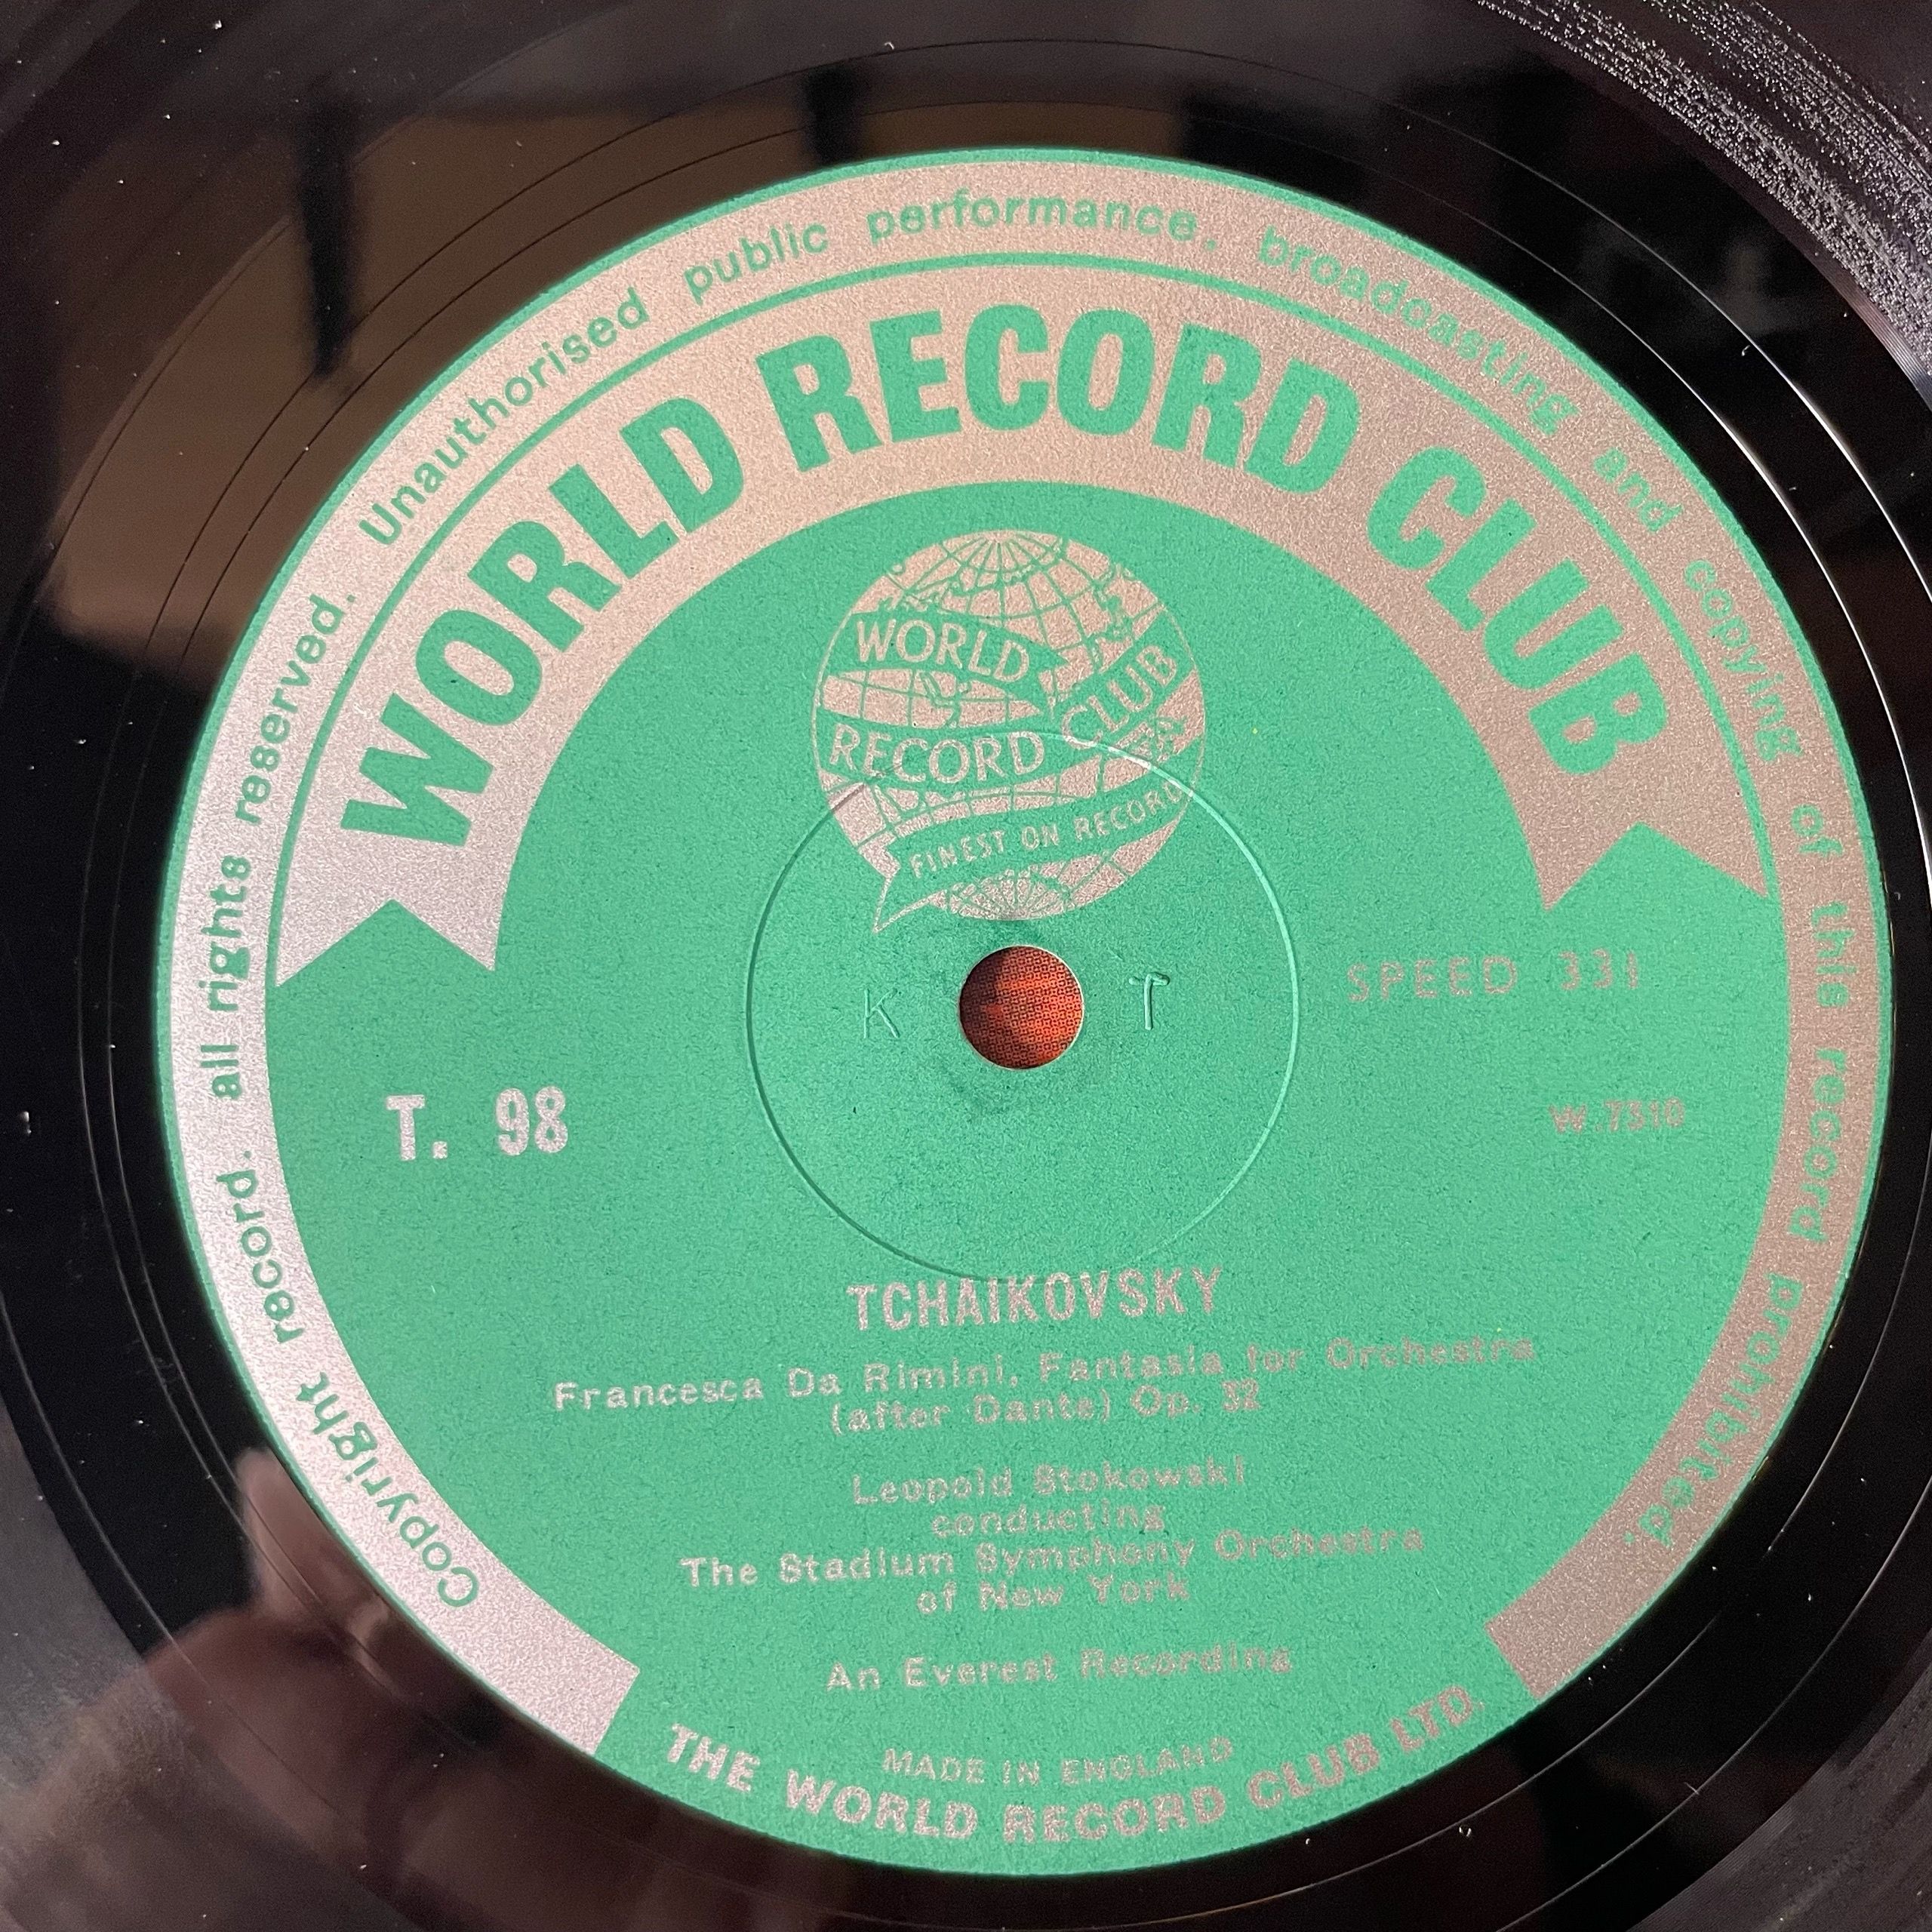 Copyright record. all rights reserved. Unauthorised public performance, broadcasting and copying of this record prohibited.
WORLD RECORD CLUB
WORLD
RECORD
CLUB
FINEST ON RECORD
K T
SPEED 331
T. 98
W.7510
TCHAIKOVSKY
Francesca Da Rimini, Fantasia for Orchestra
(after Dante) Op. 32
Leopold Stokowski
conducting
The Stadium Symphony Orchestra
of New York
An Everest Recording
MADE IN ENGLAND
THE WORLD RECORD CLUB LTD.